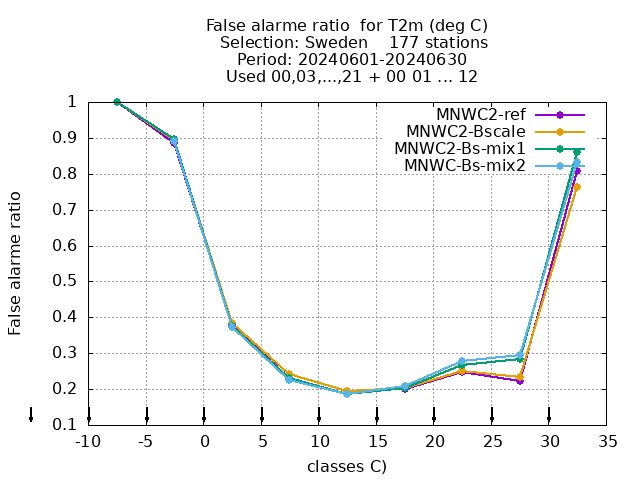 False alarme ratio  for T2m (deg C)
Selection: Sweden    177 stations
Period: 20240601-20240630
Used 00,03,...,21 + 00 01 ... 12
MNWC2-ref
MNWC2-Bscale
MNWC2-Bs-mix1
MNWC-Bs-mix2
False alarme ratio
1
0.9
0.8
0.7
0.6
0.5
0.4
0.3
0.2
0.1
-10 -5 0 5 10 15 20 25 30 35
classes C)